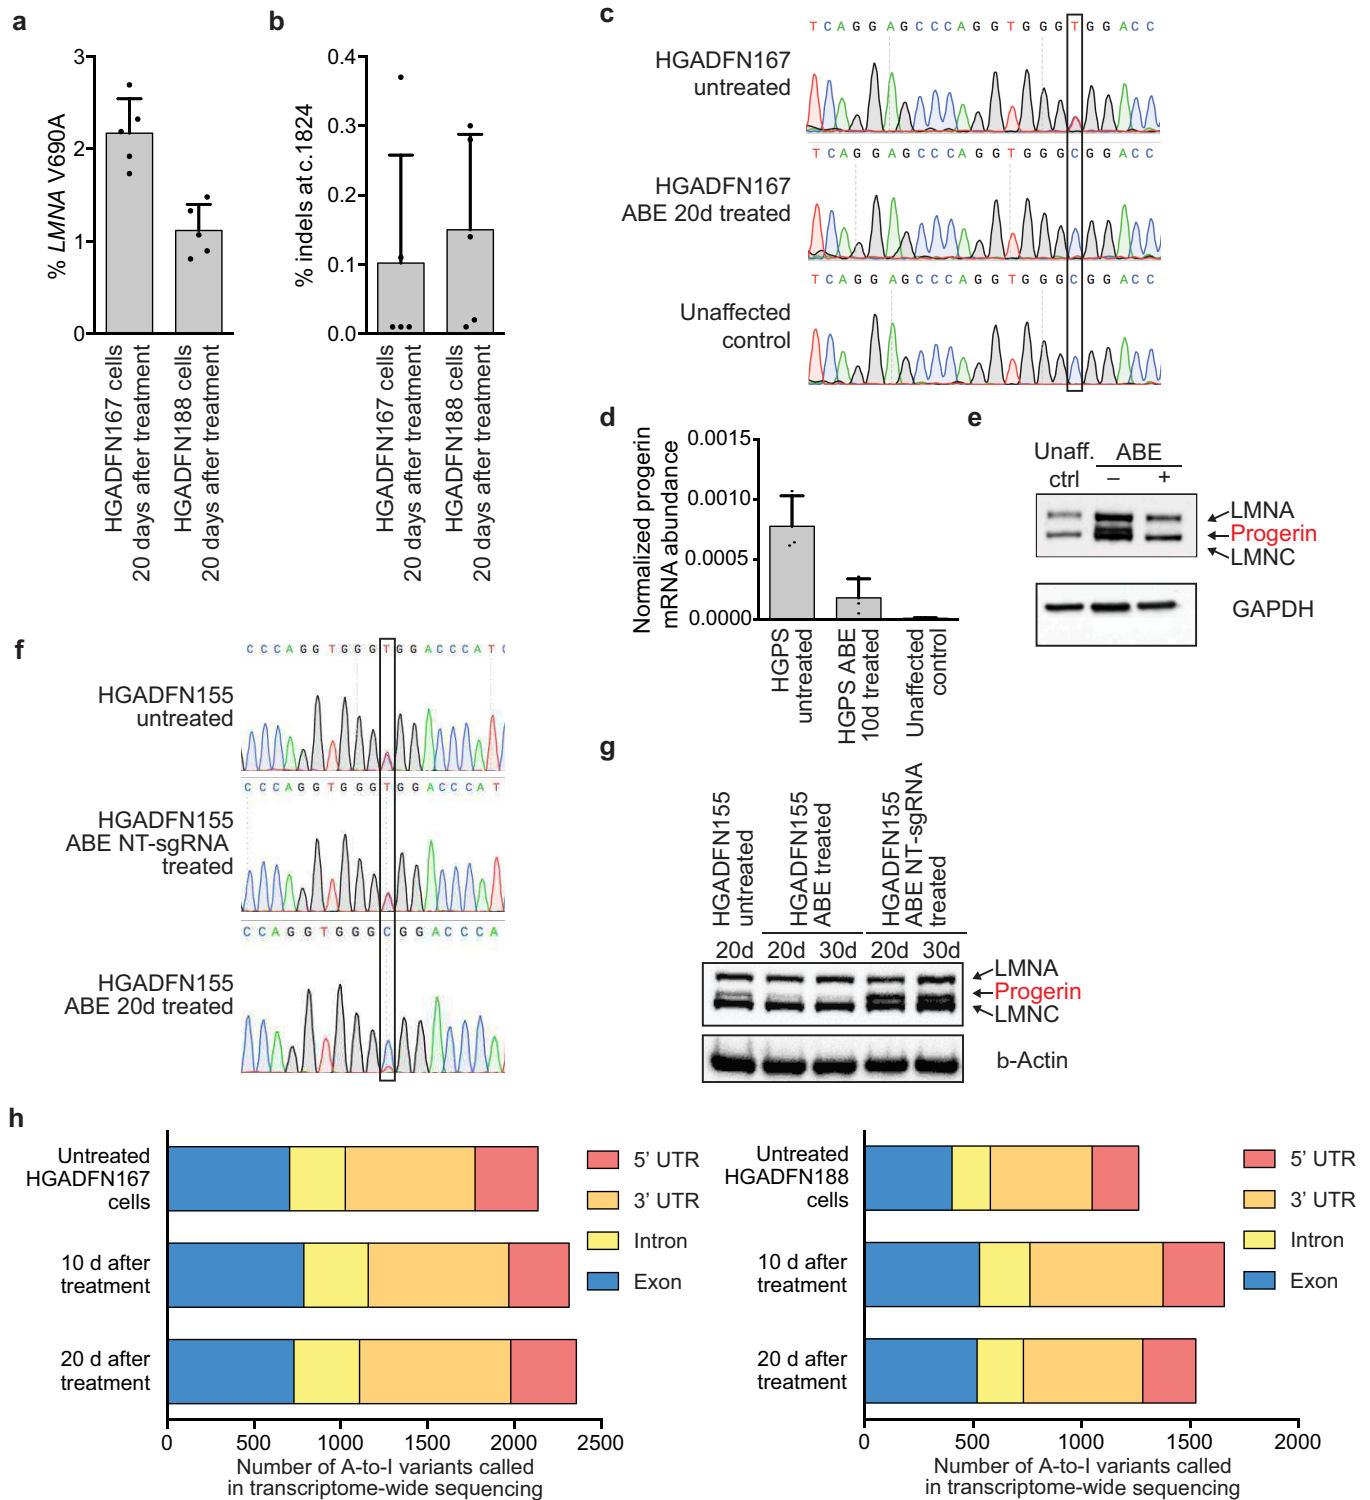 a
% LMNA V690A
3
2
1
0
HGADFN167 cells
20 days after treatment
HGADFN188 cells
20 days after treatment
b
% indels at c.1824
0.4
0.3
0.2
0.1
0.0
HGADFN167 cells
20 days after treatment
HGADFN188 cells
20 days after treatment
c
HGADFN167
untreated
T C A G G A G C C C A G G T G G G T G G A C C
HGADFN167
ABE 20d treated
T C A G G A G C C C A G G T G G G C G G A C C
Unaffected
control
T C A G G A G C C C A G G T G G G C G G A C C
d
Normalized progerin
mRNA abundance
0.0015
0.0010
0.0005
0.0000
HGPS
untreated
HGPS ABE
10d treated
Unaffected
control
e
Unaff.
ctrl
ABE
– +
LMNA
Progerin
LMNC
GAPDH
f
HGADFN155
untreated
C C C A G G T G G G T G G A C C C A T C
HGADFN155
ABE NT-sgRNA
treated
C C C A G G T G G G T G G A C C C A T
HGADFN155
ABE 20d treated
C C A G G T G G G C G G A C C C A
g
HGADFN155
untreated
HGADFN155
ABE treated
HGADFN155
ABE NT-sgRNA
treated
20d 20d 30d 20d 30d
LMNA
Progerin
LMNC
b-Actin
h
Untreated
HGADFN167
cells
10 d after
treatment
20 d after
treatment
5' UTR
3' UTR
Intron
Exon
0 500 1000 1500 2000 2500
Number of A-to-I variants called
in transcriptome-wide sequencing
Untreated
HGADFN188
cells
10 d after
treatment
20 d after
treatment
5' UTR
3' UTR
Intron
Exon
0 500 1000 1500 2000
Number of A-to-I variants called
in transcriptome-wide sequencing